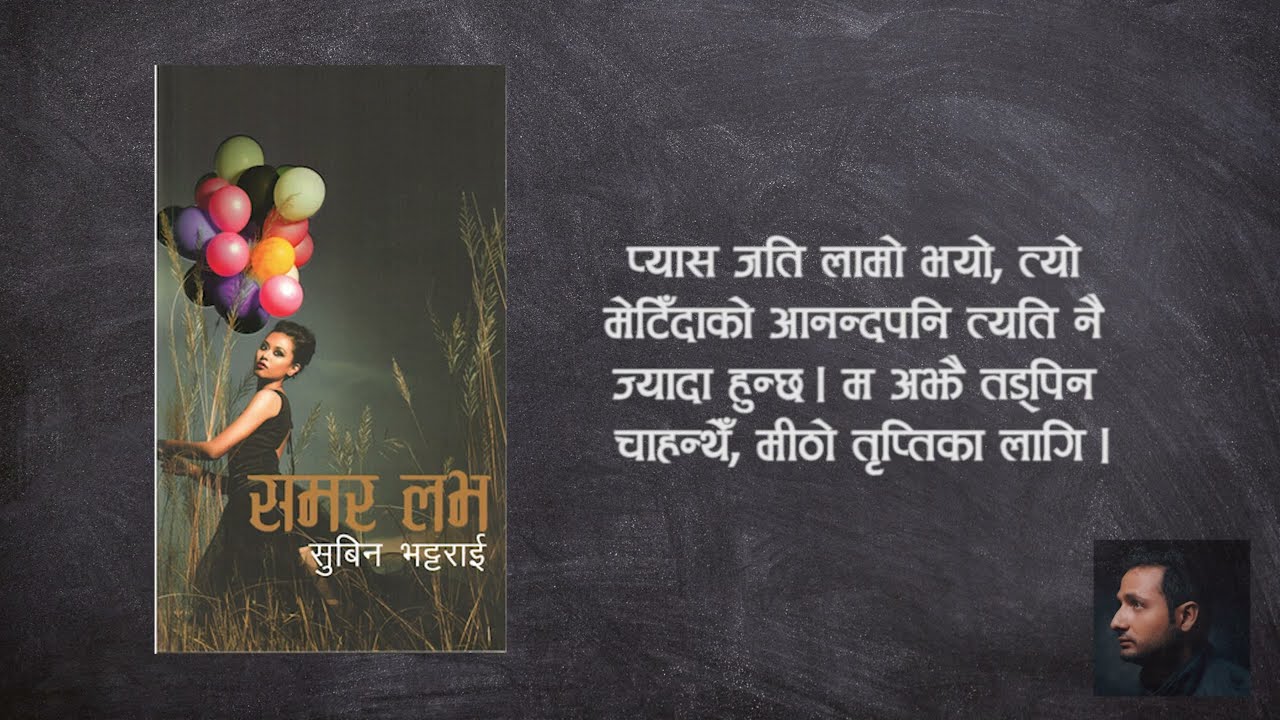 समर लभ
सुबिन भट्टराई
प्यास जति लामो भयो, त्यो
भेटिँदाको आनन्दपनि त्यति नै
ज्यादा हुन्छ। म अझै तड्पिन
चाहन्थेँ, मीठो तृप्तिका लागि।